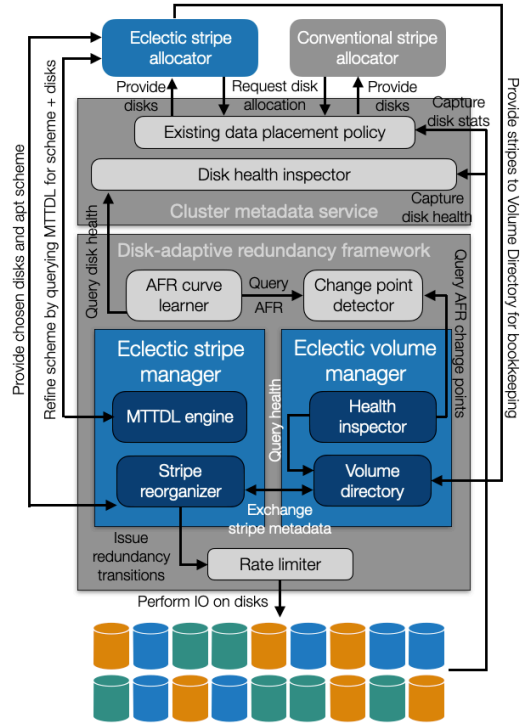 Eclectic stripe
allocator
Conventional stripe
allocator
Provide
disks
Request disk
allocation
Provide
disks
Capture
disk stats
Existing data placement policy
Disk health inspector
Cluster metadata service
Capture
disk health
Provide chosen disks and apt scheme
Refine scheme by querying MTTDL for scheme + disks
Query disk health
Provide stripes to Volume Directory for bookkeeping
Disk-adaptive redundancy framework
AFR curve
learner
Query
AFR
Change point
detector
Query AFR change points
Eclectic stripe
manager
Eclectic volume
manager
MTTDL engine
Query health
Health
inspector
Stripe
reorganizer
Volume
directory
Exchange
stripe metadata
Issue
redundancy
transitions
Rate limiter
Perform IO on disks